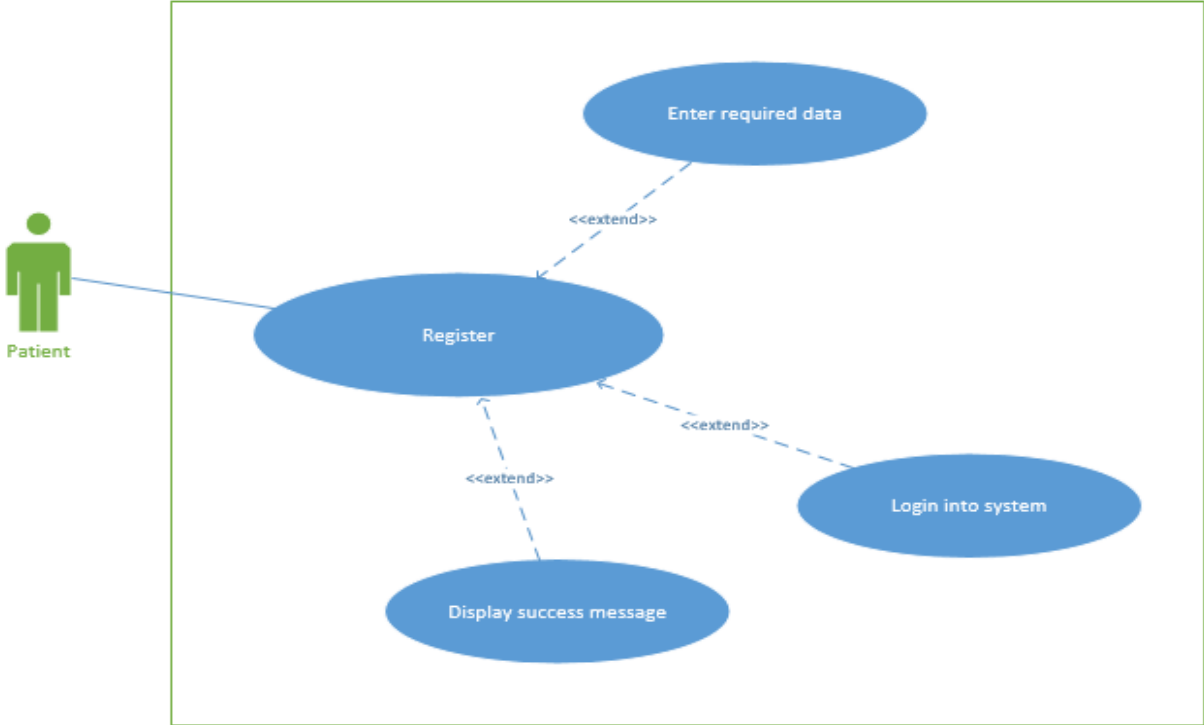 Enter required data
<<extend>>
Patient
Register
<<extend>>
Login into system
<<extend>>
Display success message